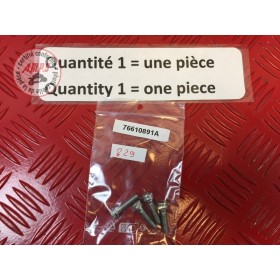 Quantité 1 = une pièce
Quantity 1 = one piece
76610891A
229